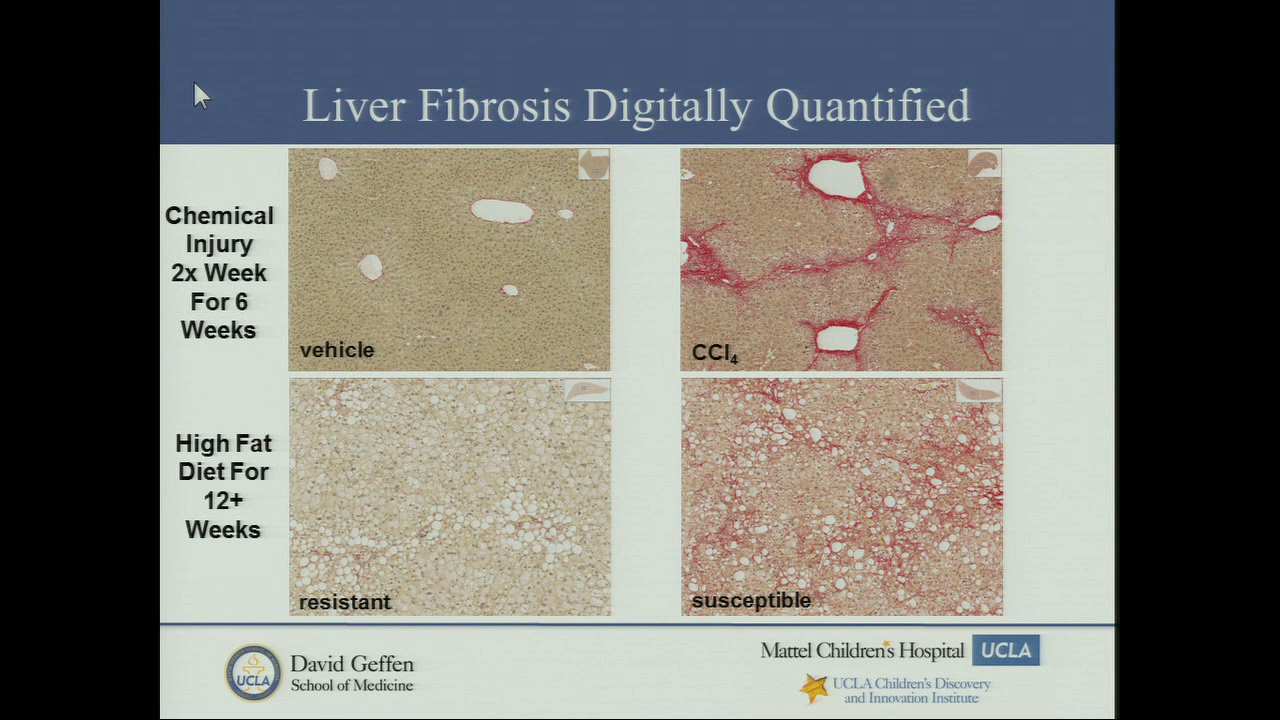 Liver Fibrosis Digitally Quantified
Chemical
Injury
2x Week
For 6
Weeks
vehicle
CCl₄
High Fat
Diet For
12+
Weeks
resistant
susceptible
UCLA
David Geffen
School of Medicine
Mattel Children's Hospital UCLA
UCLA Children's Discovery
and Innovation Institute